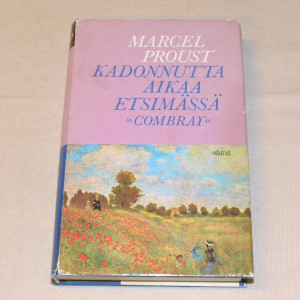 MARCEL
PROUST
KADONNUTTA
AIKAA
ETSIMÄSSÄ
»COMBRAY«
otava